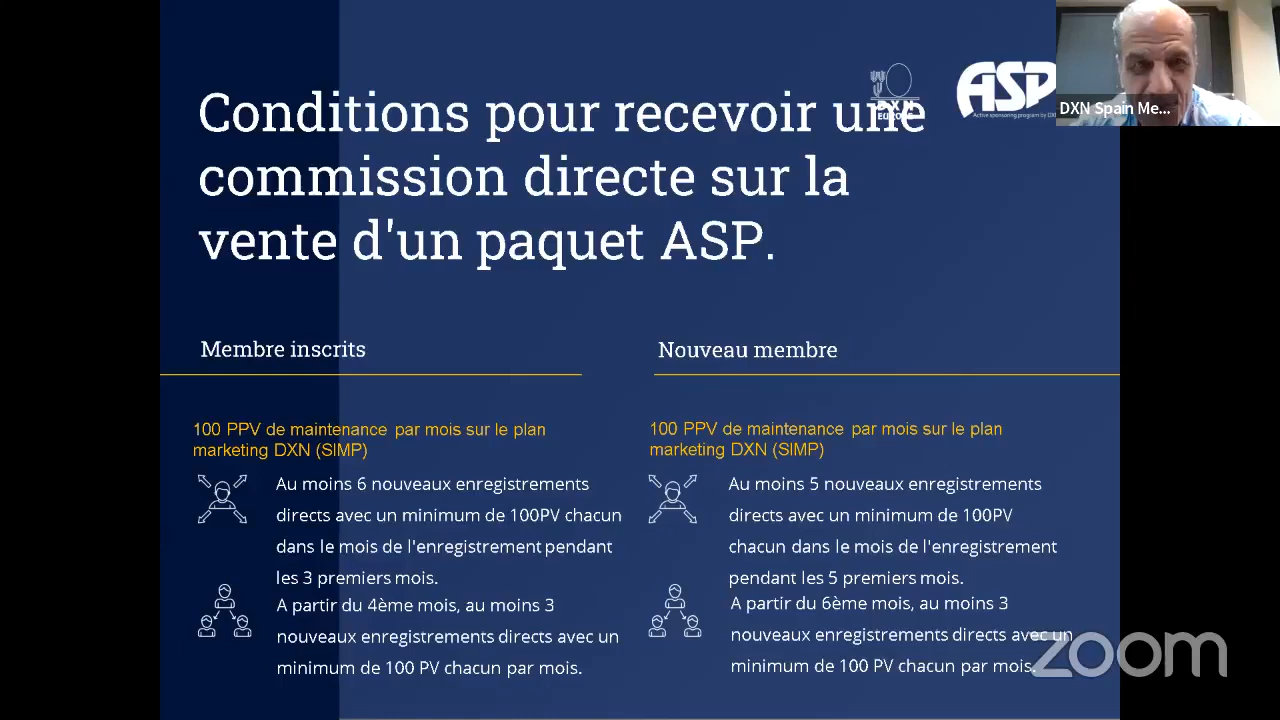 Conditions pour recevoir une
commission directe sur la
vente d'un paquet ASP.
DXN
EUROPE
ASP
Active sponsoring program by
DXN Spain Me...
Membre inscrits
100 PPV de maintenance par mois sur le plan
marketing DXN (SIMP)
Au moins 6 nouveaux enregistrements
directs avec un minimum de 100PV chacun
dans le mois de l'enregistrement pendant
les 3 premiers mois.
A partir du 4ème mois, au moins 3
nouveaux enregistrements directs avec un
minimum de 100 PV chacun par mois.
Nouveau membre
100 PPV de maintenance par mois sur le plan
marketing DXN (SIMP)
Au moins 5 nouveaux enregistrements
directs avec un minimum de 100PV
chacun dans le mois de l'enregistrement
pendant les 5 premiers mois.
A partir du 6ème mois, au moins 3
nouveaux enregistrements directs avec un
minimum de 100 PV chacun par mois.
zoom